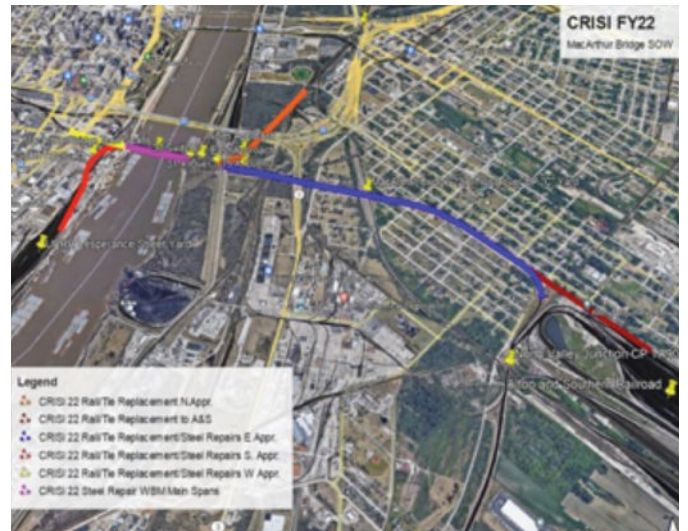 CRISI FY22
MacArthur Bridge SOW
Alton and Southern Railroad
Legend
CRISI 22 Rail/Tie Replacement N.Appr.
CRISI 22 Rail/Tie Replacement to A&S
CRISI 22 Rail/Tie Replacement/Steel Repairs E Appr.
CRISI 22 Rail/Tie Replacement/Steel Repairs S. Appr.
CRISI 22 Rail/Tie Replacement/Steel Repairs W Appr.
CRISI 22 Steel Repair WBM Main Spans